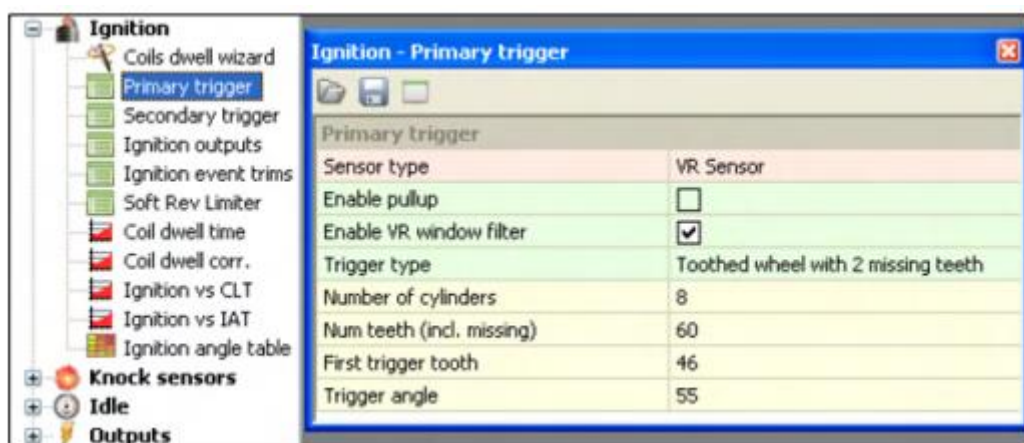 Ignition
Coils dwell wizard
Primary trigger
Secondary trigger
Ignition outputs
Ignition event trims
Soft Rev Limiter
Coil dwell time
Coil dwell corr.
Ignition vs CLT
Ignition vs IAT
Ignition angle table
Knock sensors
Idle
Outputs
Ignition - Primary trigger
Primary trigger
Sensor type VR Sensor
Enable pullup
Enable VR window filter
Trigger type Toothed wheel with 2 missing teeth
Number of cylinders 8
Num teeth (incl. missing) 60
First trigger tooth 46
Trigger angle 55